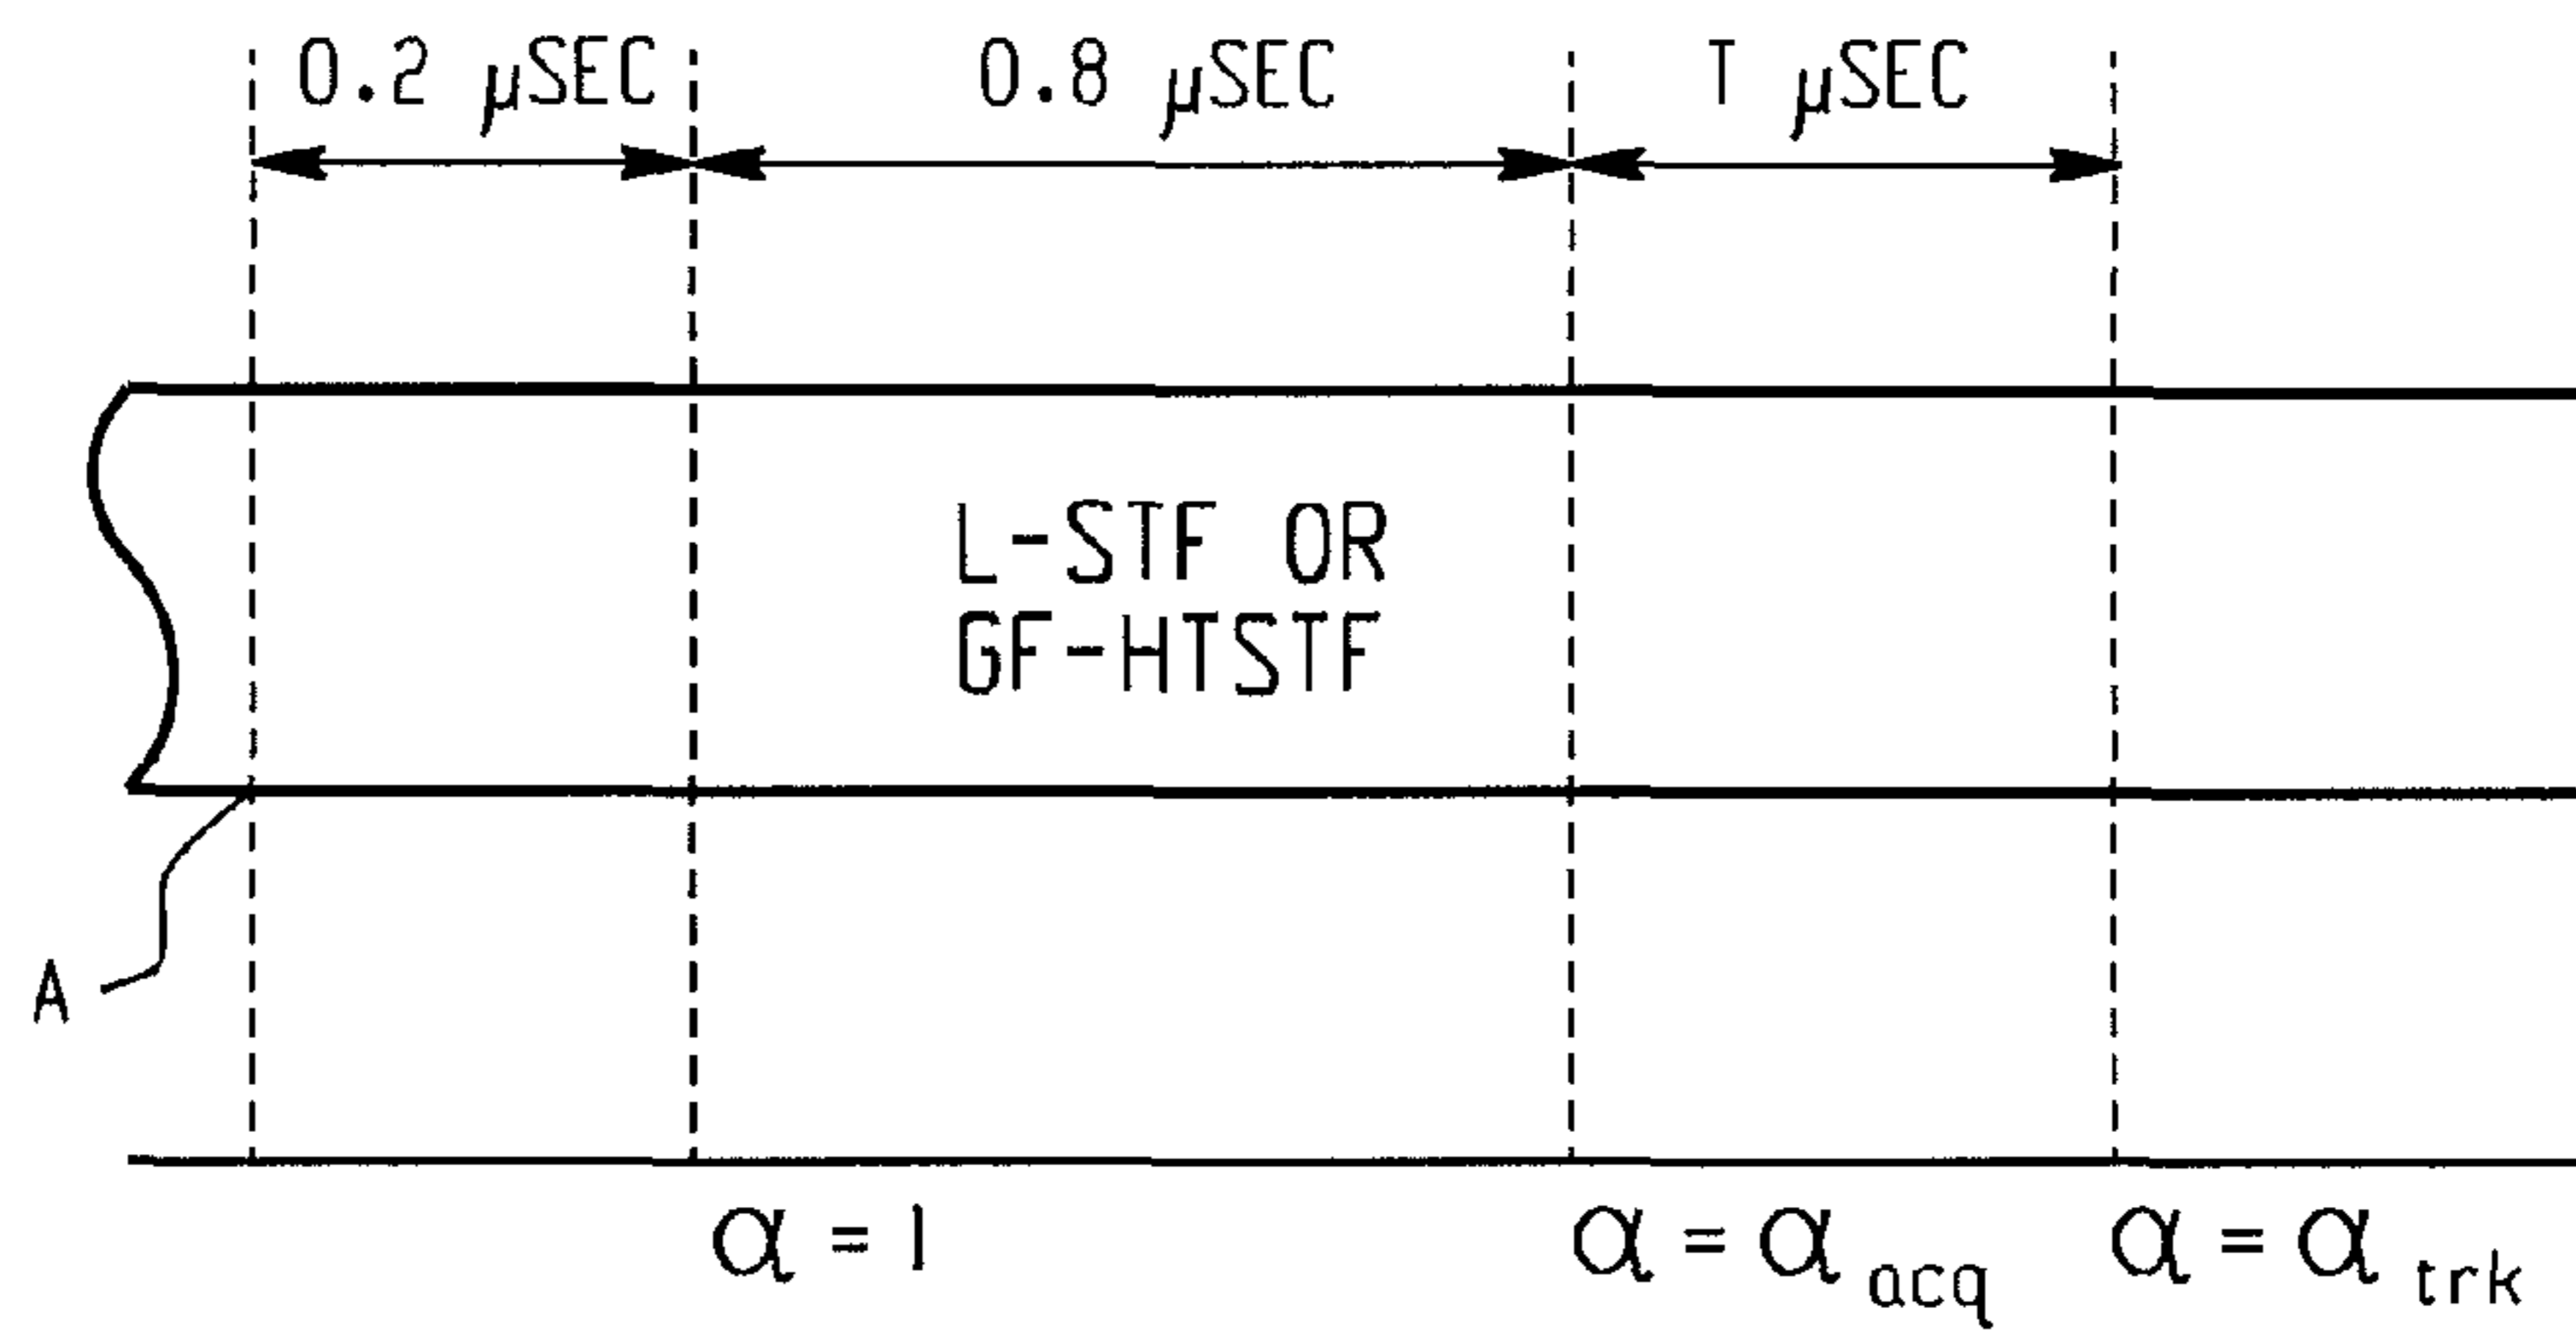 0.2 µSEC 0.8 µSEC T µSEC
L-STF OR
GF-HTSTF
A
α = 1 α = α acq α = α trk